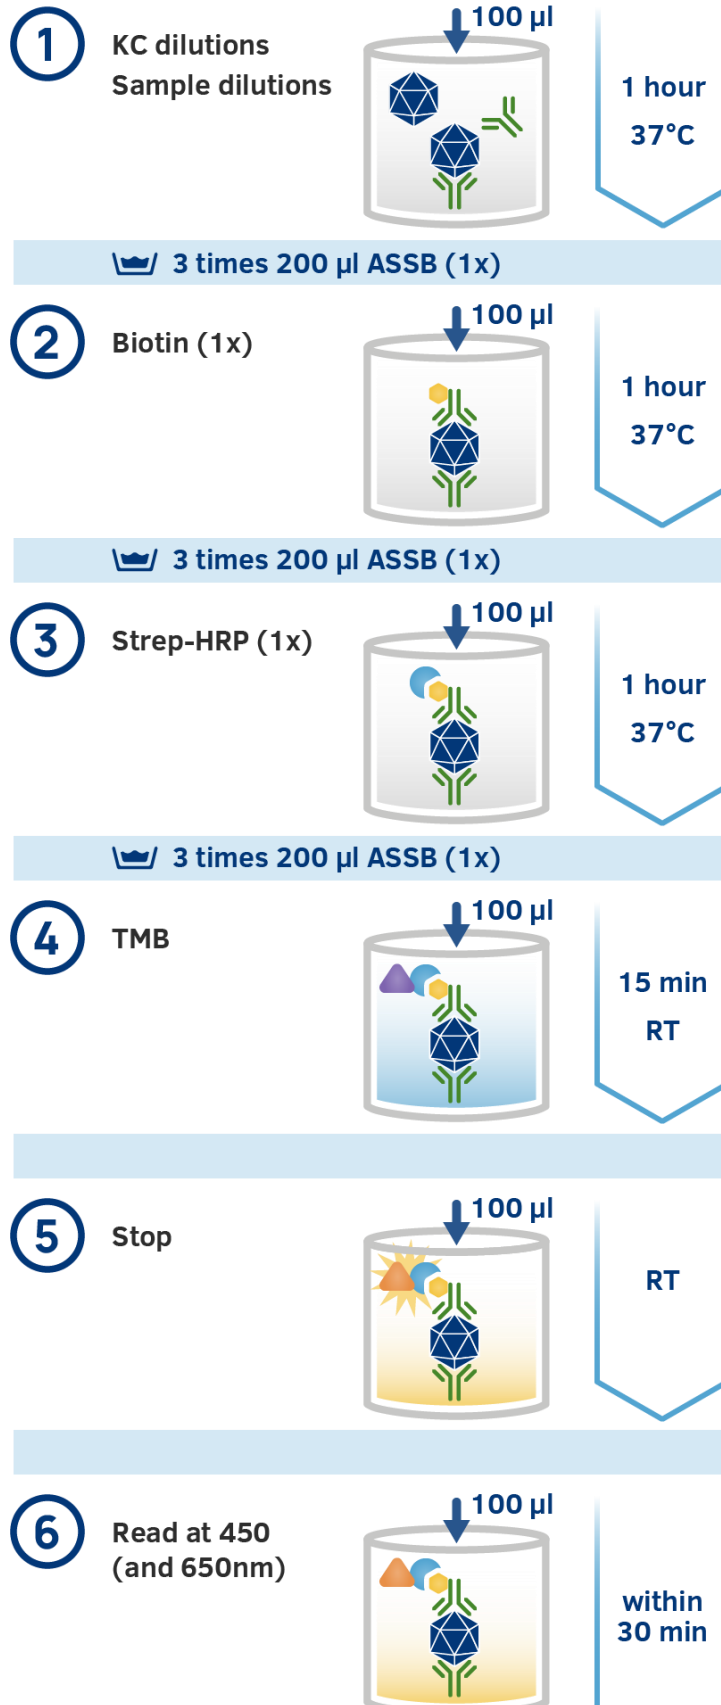 1
KC dilutions
Sample dilutions
100 µl
1 hour
37°C
3 times 200 µl ASSB (1x)
2
Biotin (1x)
100 µl
1 hour
37°C
3 times 200 µl ASSB (1x)
3
Strep-HRP (1x)
100 µl
1 hour
37°C
3 times 200 µl ASSB (1x)
4
TMB
100 µl
15 min
RT
5
Stop
100 µl
RT
6
Read at 450
(and 650nm)
100 µl
within
30 min